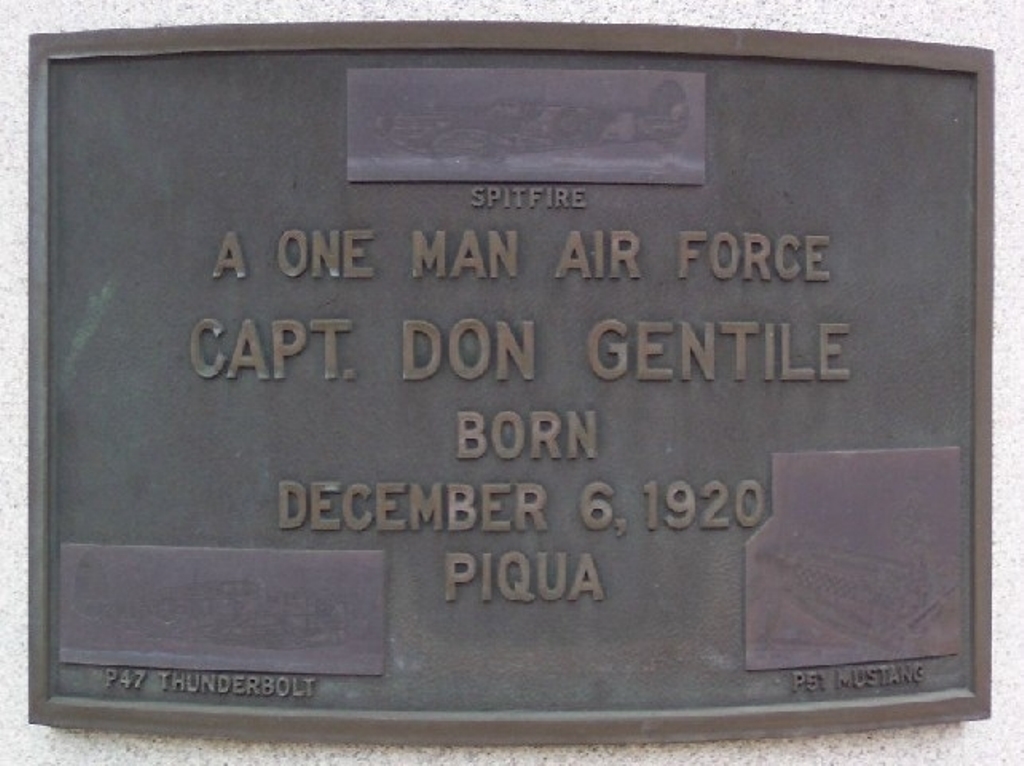 SPITFIRE
A ONE MAN AIR FORCE
CAPT. DON GENTILE
BORN
DECEMBER 6, 1920
PIQUA
P47 THUNDERBOLT
P51 MUSTANG